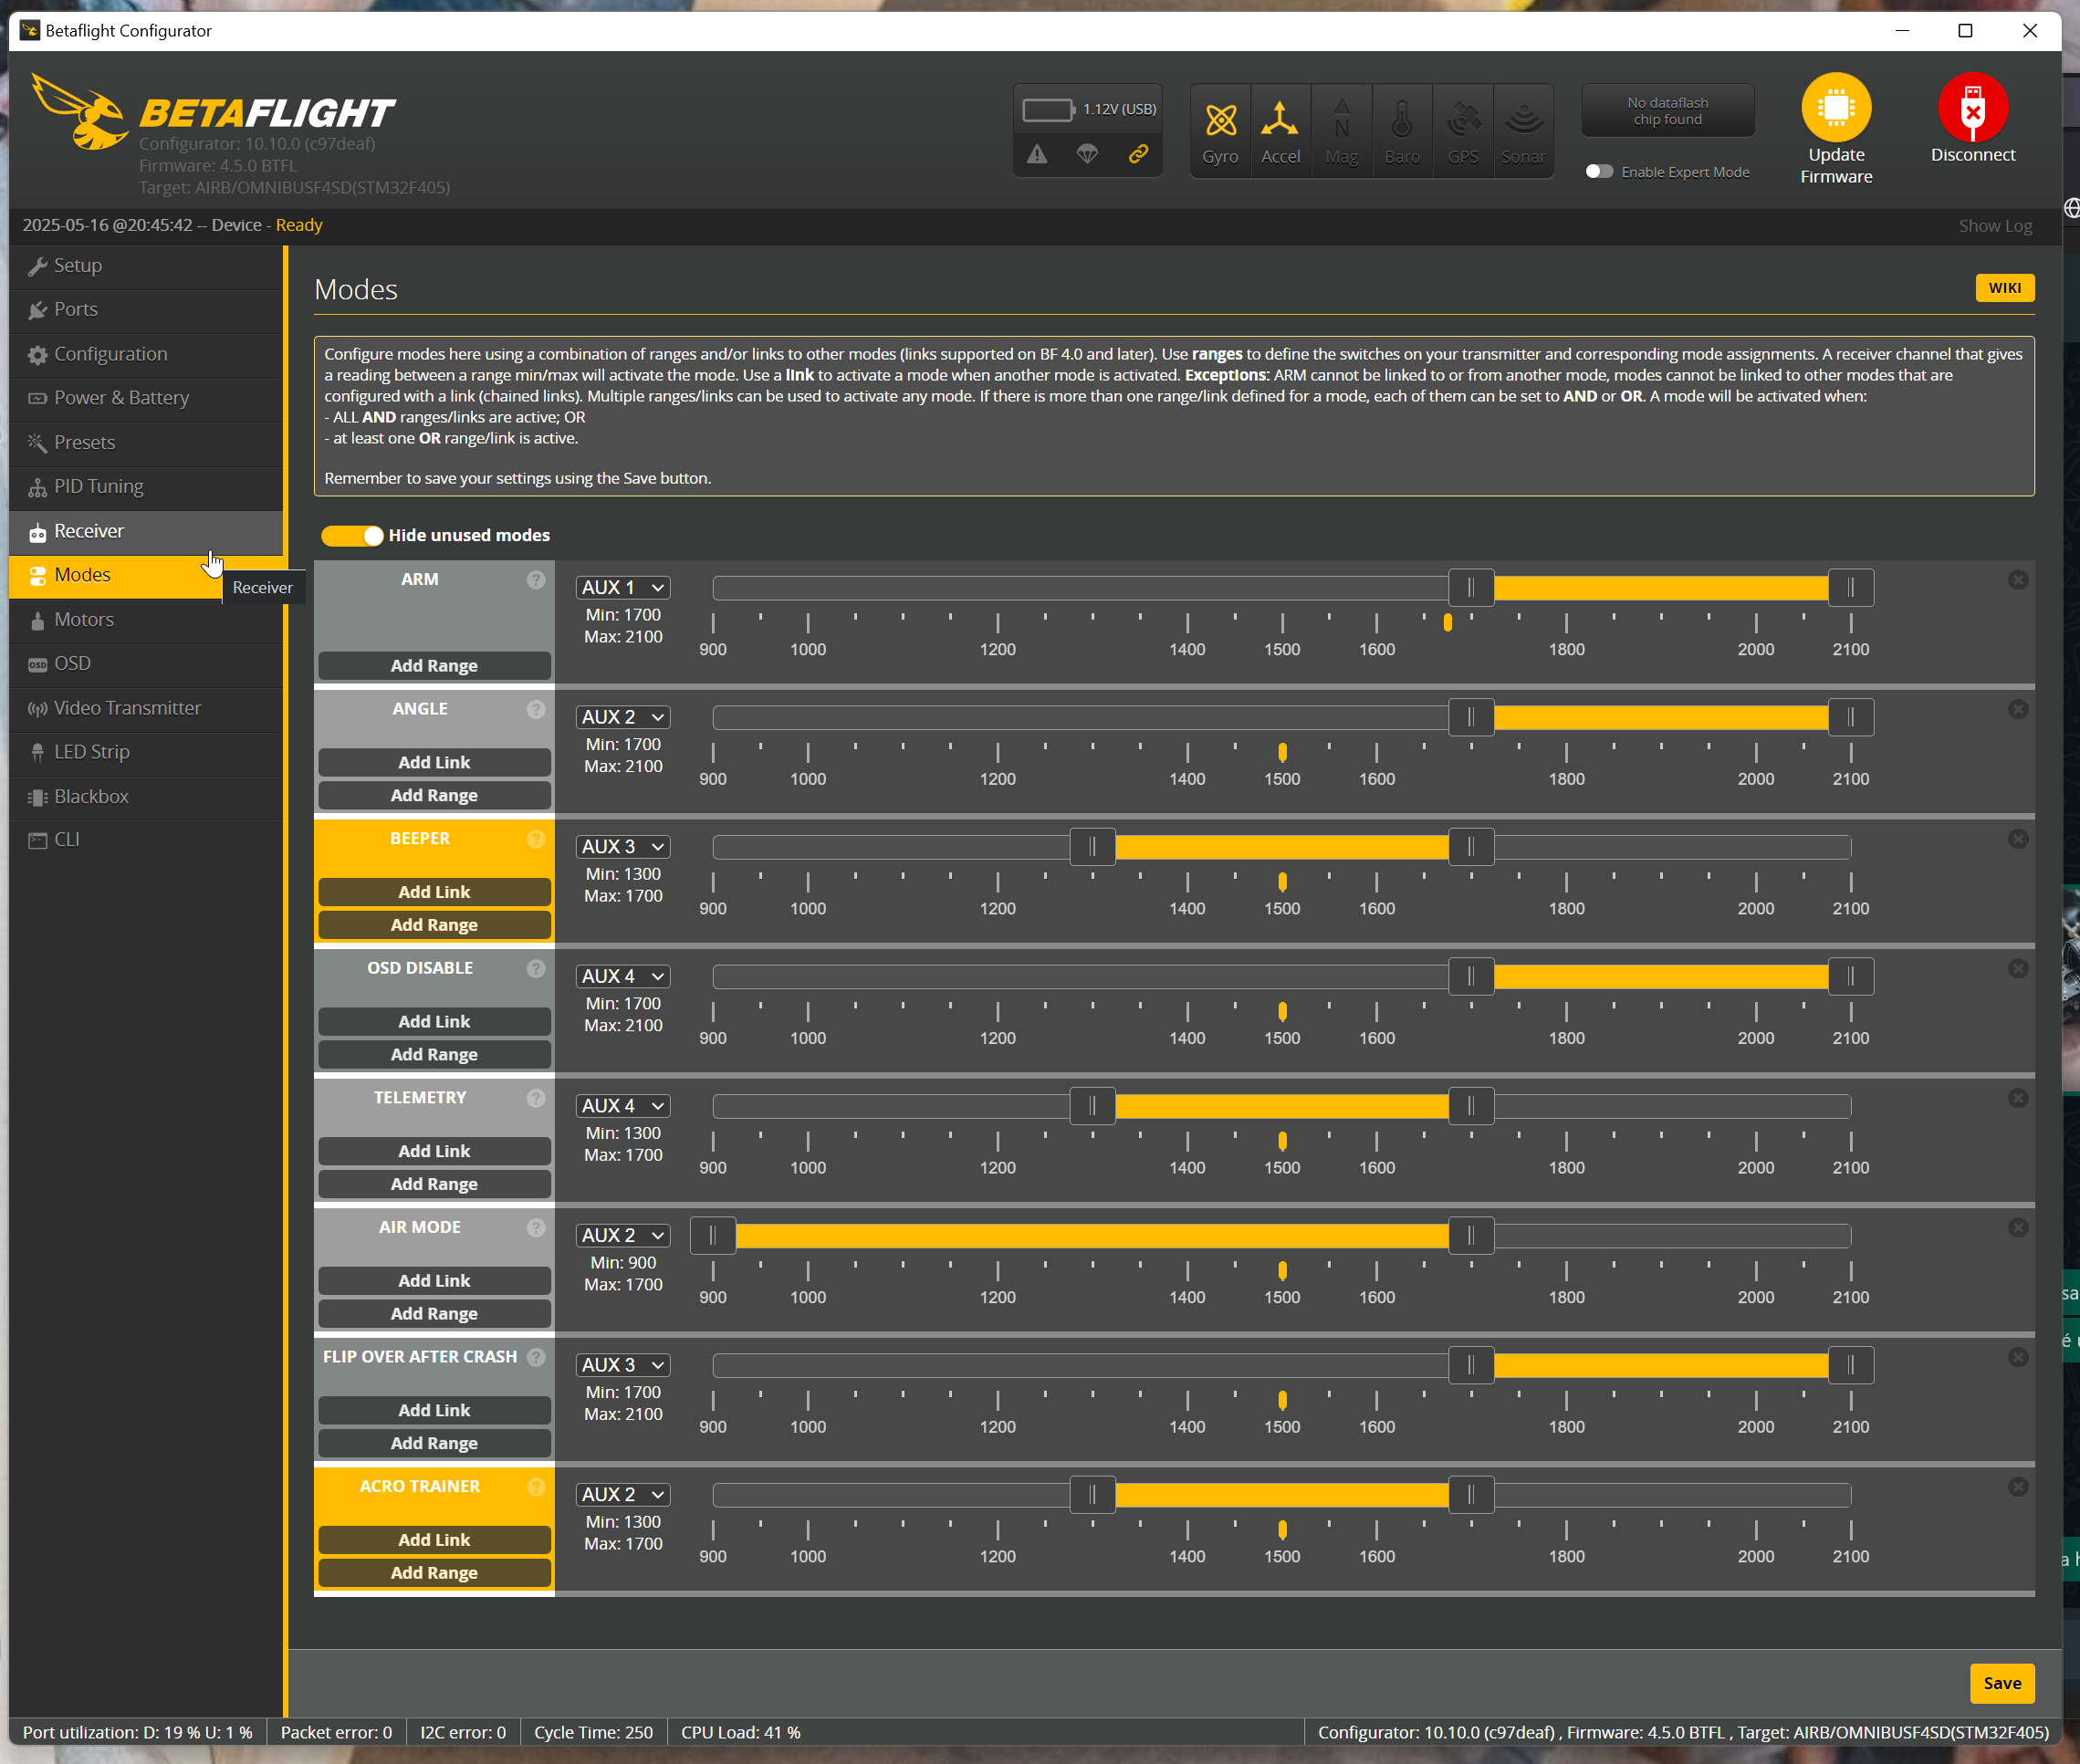 Betaflight Configurator
BETAFLIGHT
Configurator: 10.10.0 (c97deaf)
Firmware: 4.5.0 BTFL
Target: AIRB/OMNIBUSF4SD(STM32F405)
1.12V (USB)
Gyro
Accel
Mag
Baro
GPS
Sonar
No dataflash
chip found
Enable Expert Mode
Update
Firmware
Disconnect
2025-05-16 @20:45:42 -- Device - Ready
Show Log
Setup
Ports
Configuration
Power & Battery
Presets
PID Tuning
Receiver
Modes
Receiver
Motors
OSD
Video Transmitter
LED Strip
Blackbox
CLI
Modes
WIKI
Configure modes here using a combination of ranges and/or links to other modes (links supported on BF 4.0 and later). Use ranges to define the switches on your transmitter and corresponding mode assignments. A receiver channel that gives
a reading between a range min/max will activate the mode. Use a link to activate a mode when another mode is activated. Exceptions: ARM cannot be linked to or from another mode, modes cannot be linked to other modes that are
configured with a link (chained links). Multiple ranges/links can be used to activate any mode. If there is more than one range/link defined for a mode, each of them can be set to AND or OR. A mode will be activated when:
- ALL AND ranges/links are active; OR
- at least one OR range/link is active.
Remember to save your settings using the Save button.
Hide unused modes
ARM
Add Range
AUX 1
Min: 1700
Max: 2100
900 1000 1200 1400 1500 1600 1800 2000 2100
ANGLE
Add Link
Add Range
AUX 2
Min: 1700
Max: 2100
900 1000 1200 1400 1500 1600 1800 2000 2100
BEEPER
Add Link
Add Range
AUX 3
Min: 1300
Max: 1700
900 1000 1200 1400 1500 1600 1800 2000 2100
OSD DISABLE
Add Link
Add Range
AUX 4
Min: 1700
Max: 2100
900 1000 1200 1400 1500 1600 1800 2000 2100
TELEMETRY
Add Link
Add Range
AUX 4
Min: 1300
Max: 1700
900 1000 1200 1400 1500 1600 1800 2000 2100
AIR MODE
Add Link
Add Range
AUX 2
Min: 900
Max: 1700
900 1000 1200 1400 1500 1600 1800 2000 2100
FLIP OVER AFTER CRASH
Add Link
Add Range
AUX 3
Min: 1700
Max: 2100
900 1000 1200 1400 1500 1600 1800 2000 2100
ACRO TRAINER
Add Link
Add Range
AUX 2
Min: 1300
Max: 1700
900 1000 1200 1400 1500 1600 1800 2000 2100
Save
Port utilization: D: 19 % U: 1 %
Packet error: 0
I2C error: 0
Cycle Time: 250
CPU Load: 41 %
Configurator: 10.10.0 (c97deaf) , Firmware: 4.5.0 BTFL , Target: AIRB/OMNIBUSF4SD(STM32F405)